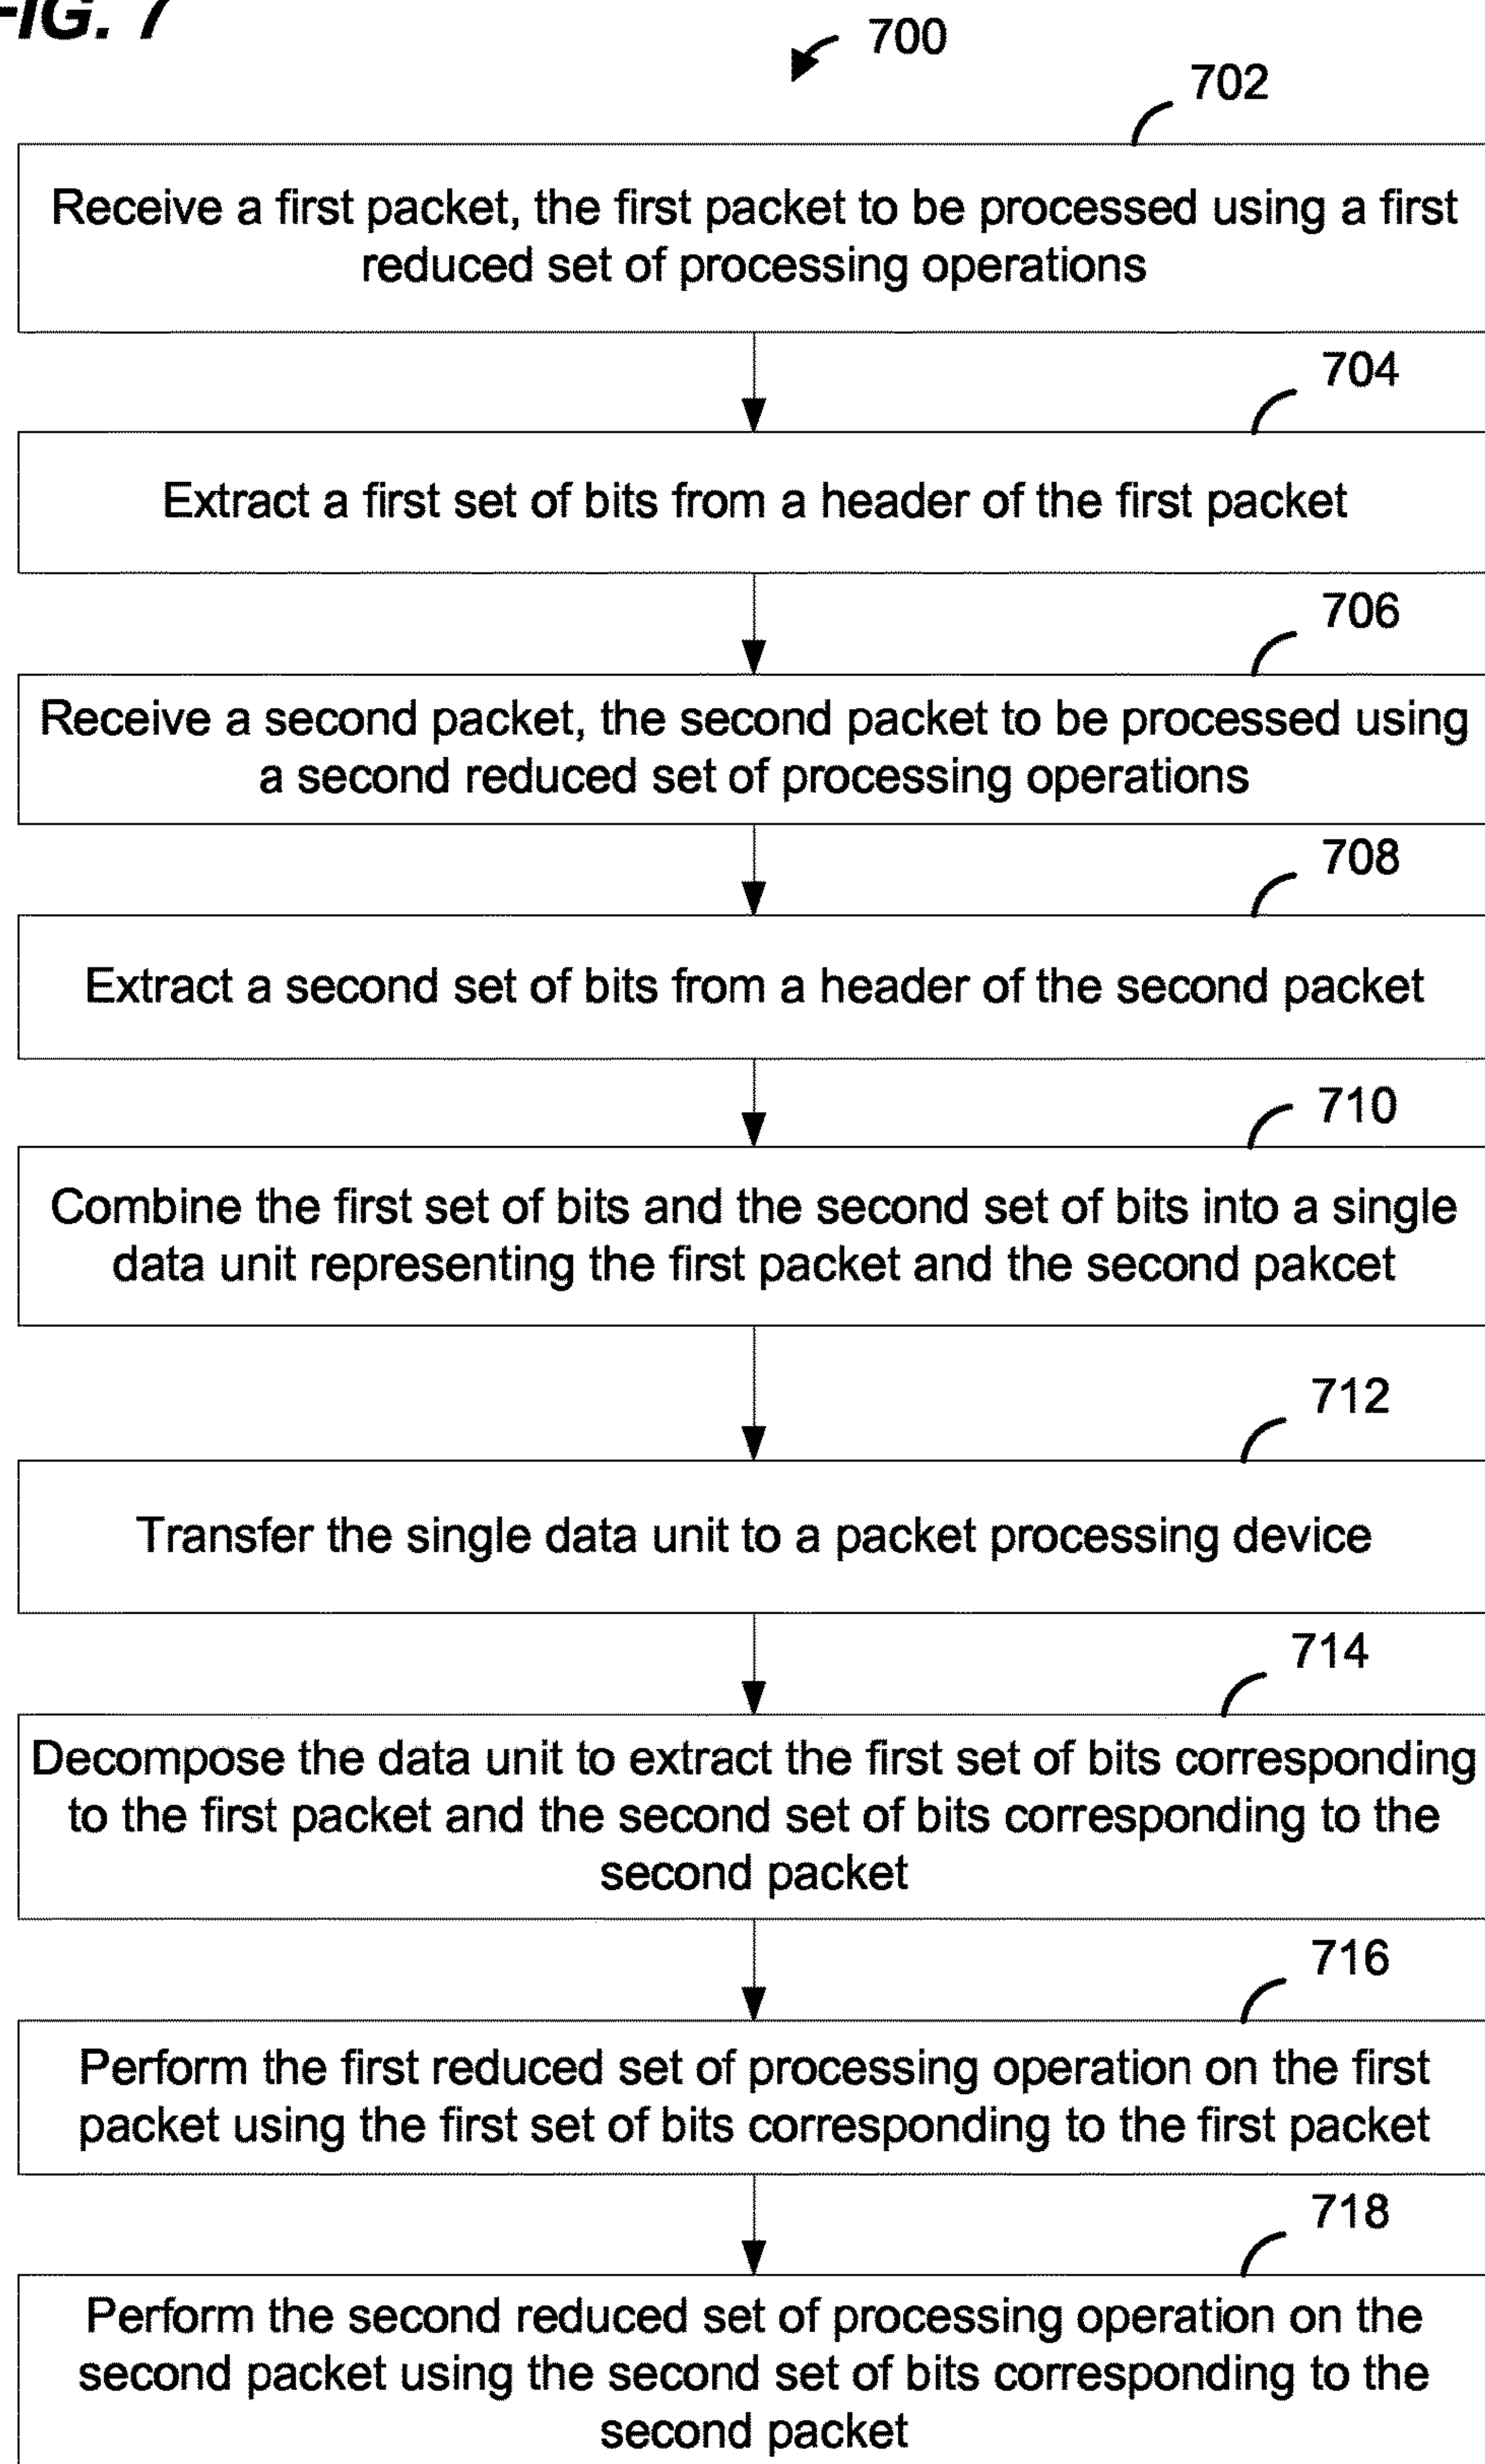 FIG. 7
700
702
Receive a first packet, the first packet to be processed using a first
reduced set of processing operations
704
Extract a first set of bits from a header of the first packet
706
Receive a second packet, the second packet to be processed using
a second reduced set of processing operations
708
Extract a second set of bits from a header of the second packet
710
Combine the first set of bits and the second set of bits into a single
data unit representing the first packet and the second pakcet
712
Transfer the single data unit to a packet processing device
714
Decompose the data unit to extract the first set of bits corresponding
to the first packet and the second set of bits corresponding to the
second packet
716
Perform the first reduced set of processing operation on the first
packet using the first set of bits corresponding to the first packet
718
Perform the second reduced set of processing operation on the
second packet using the second set of bits corresponding to the
second packet